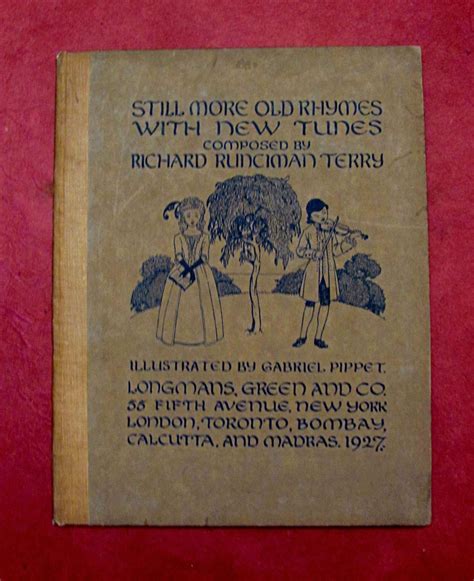 STILL MORE OLD RHYMES
WITH NEW TUNES
COMPOSED BY
RICHARD RUNCIMAN TERRY
ILLUSTRATED BY GABRIEL PIPPET.
LONGMANS, GREEN AND CO.
55 FIFTH AVENUE, NEW YORK
LONDON, TORONTO, BOMBAY,
CALCUTTA, AND MADRAS. 1927.